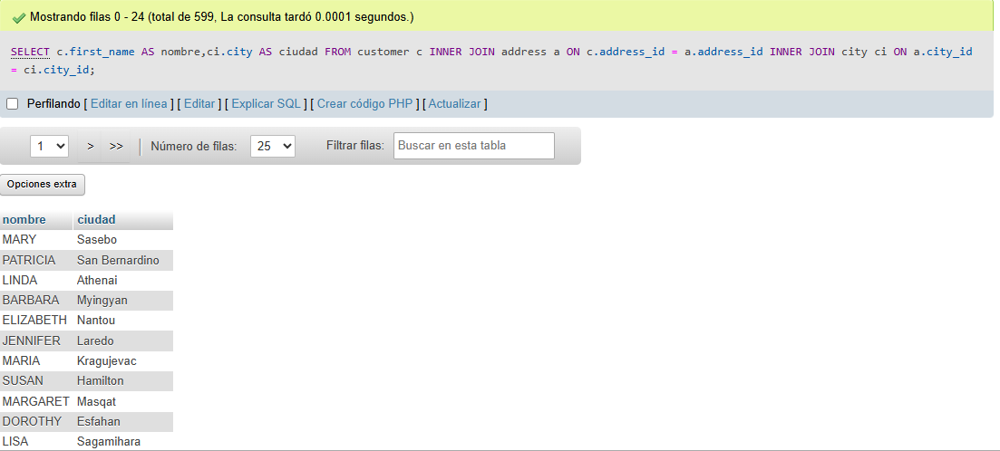 Mostrando filas 0 - 24 (total de 599, La consulta tardó 0.0001 segundos.)
SELECT c.first_name AS nombre,ci.city AS ciudad FROM customer c INNER JOIN address a ON c.address_id = a.address_id INNER JOIN city ci ON a.city_id
= ci.city_id;
Perfilando [ Editar en línea ] [ Editar ] [ Explicar SQL ] [ Crear código PHP ] [ Actualizar ]
1 > >> | Número de filas: 25 Filtrar filas: Buscar en esta tabla
Opciones extra
nombre ciudad
MARY Sasebo
PATRICIA San Bernardino
LINDA Athenai
BARBARA Myingyan
ELIZABETH Nantou
JENNIFER Laredo
MARIA Kragujevac
SUSAN Hamilton
MARGARET Masqat
DOROTHY Esfahan
LISA Sagamihara